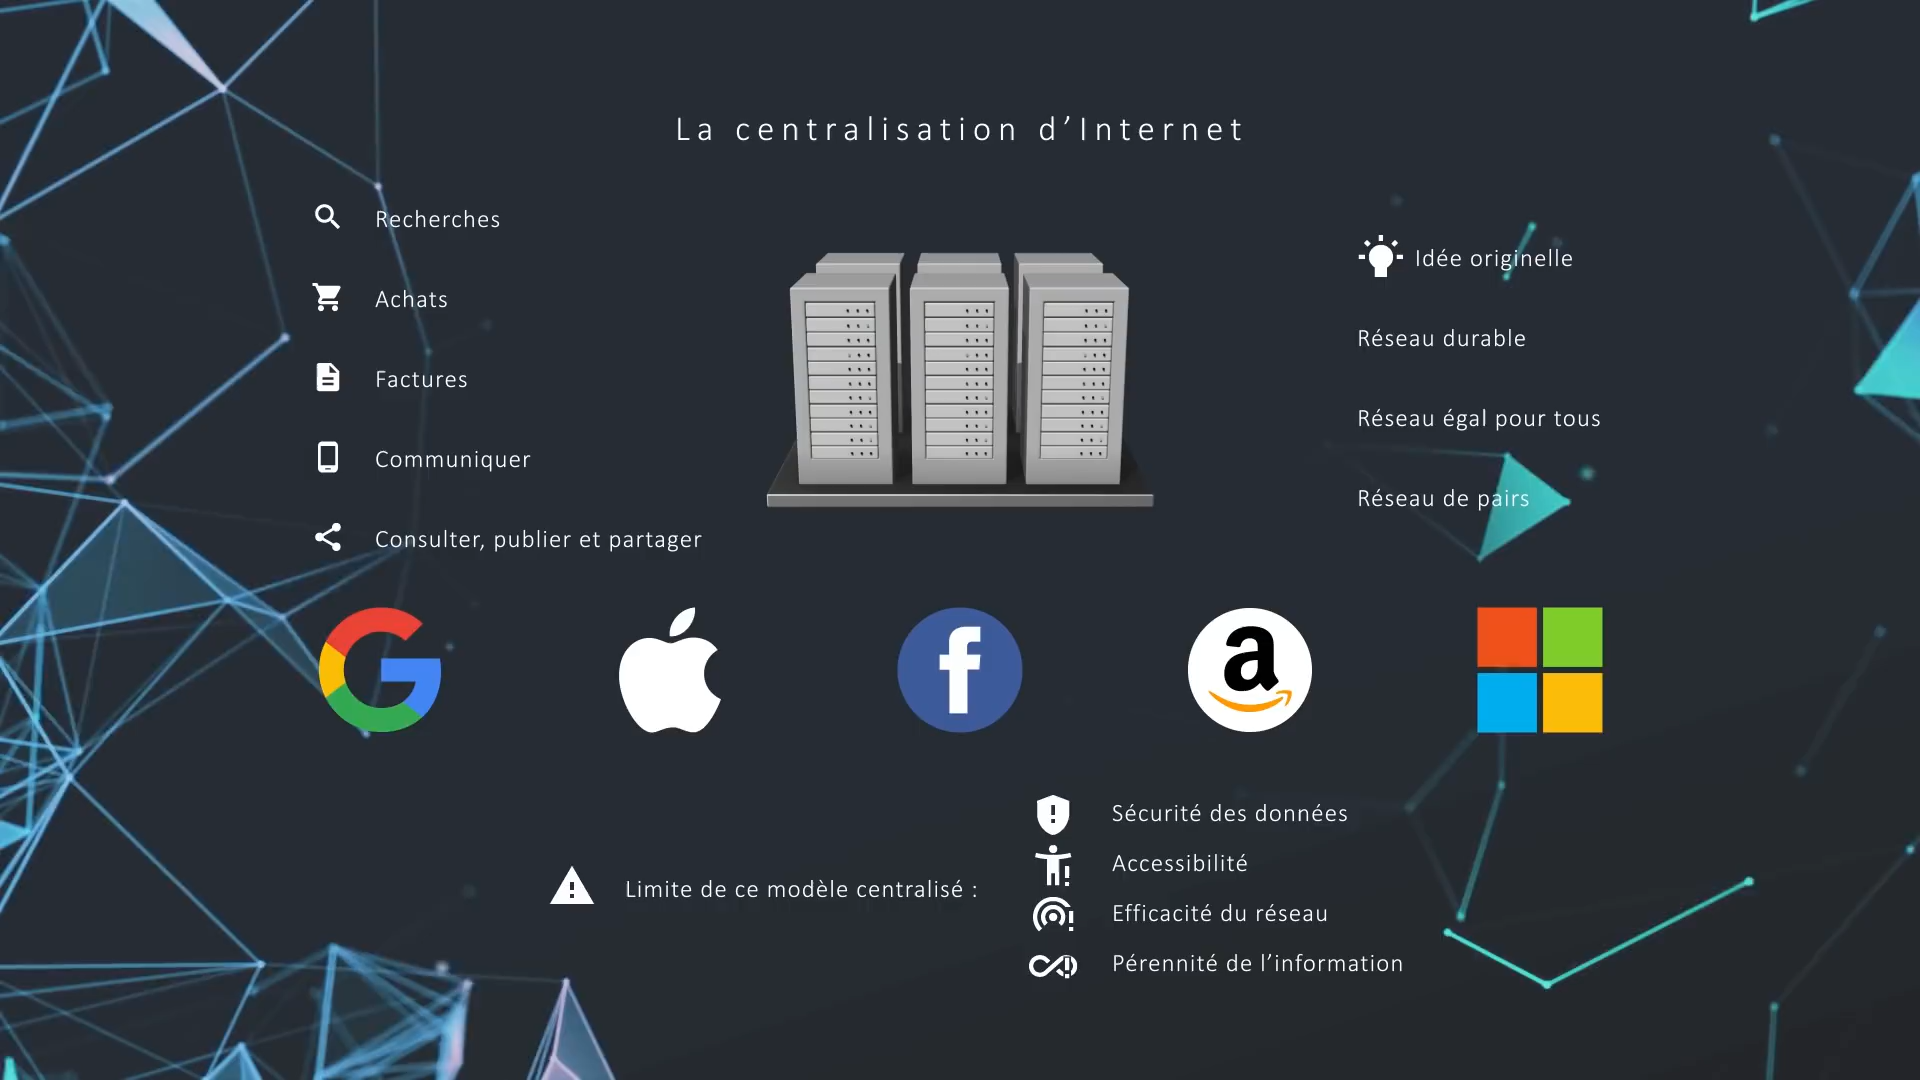 La centralisation d’Internet
Recherches
Achats
Factures
Communiquer
Consulter, publier et partager
Idée originelle
Réseau durable
Réseau égal pour tous
Réseau de pairs
Limite de ce modèle centralisé :
Sécurité des données
Accessibilité
Efficacité du réseau
Pérennité de l’information